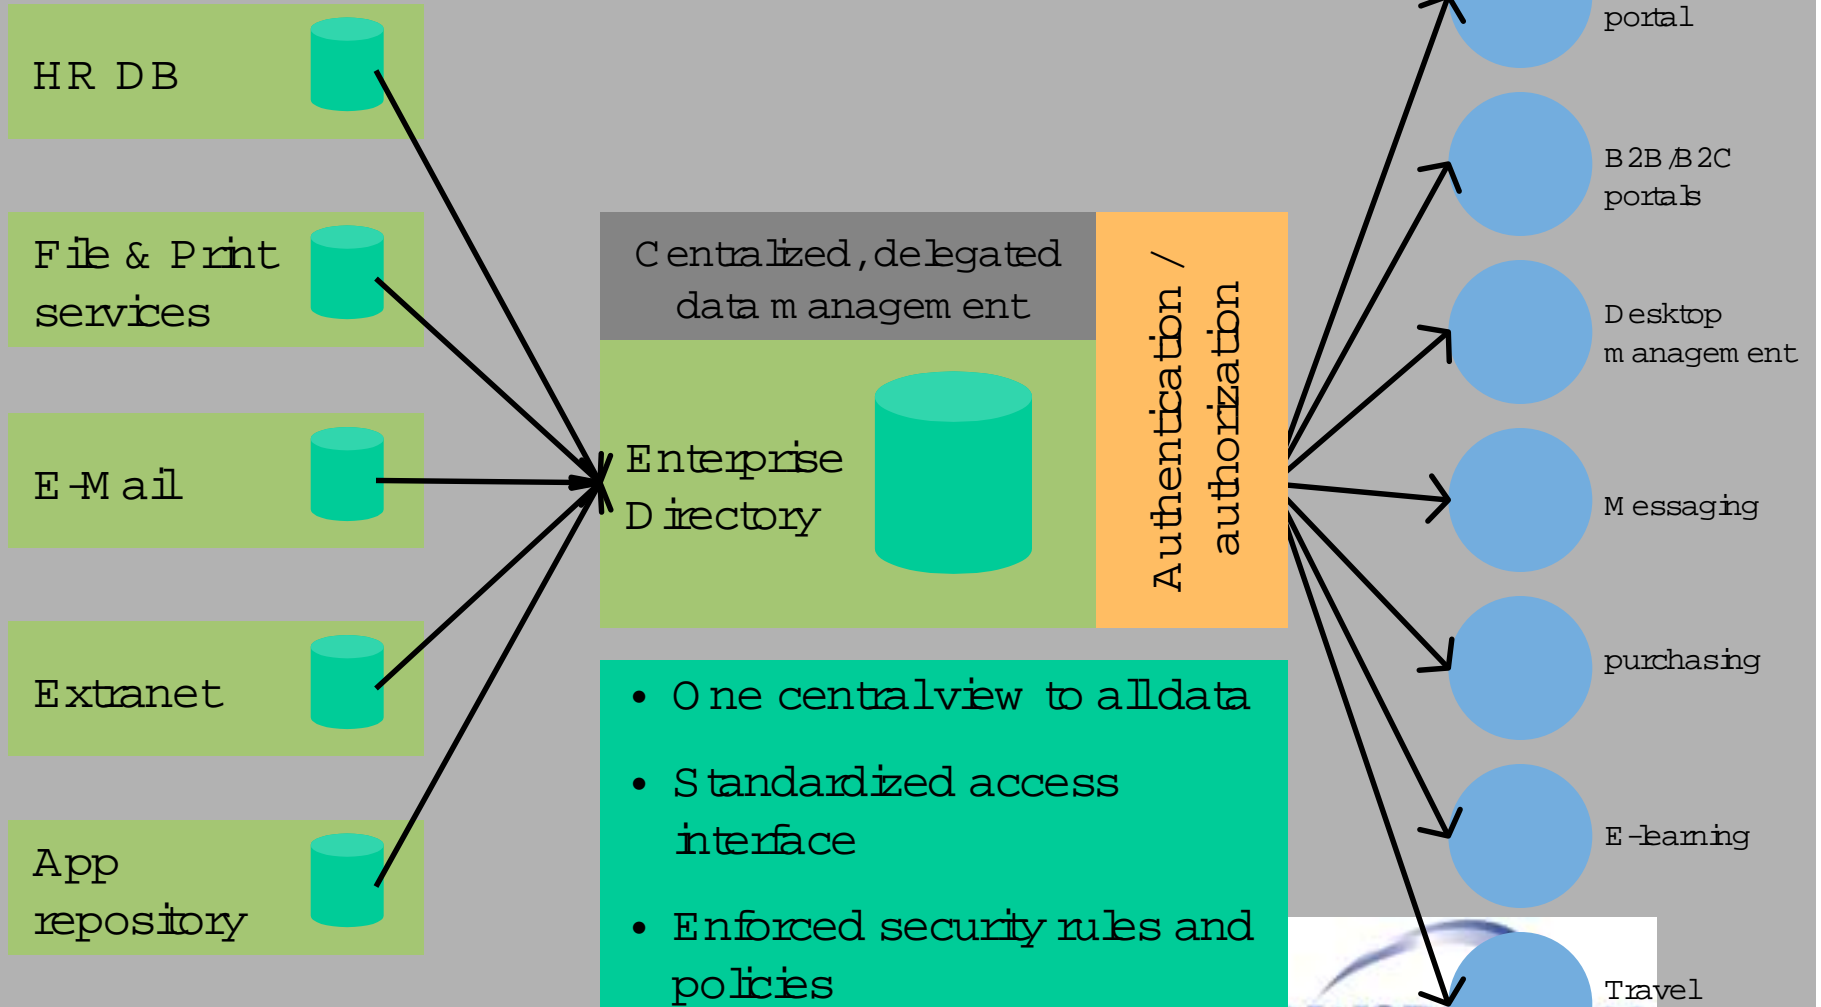 HR DB
File & Print
services
E-Mail
Extranet
App
repository
Centralized, delegated
data management
Enterprise
Directory
Authentication /
authorization
• One central view to all data
• Standardized access
interface
• Enforced security rules and
policies
portal
B2B/B2C
portals
Desktop
management
Messaging
purchasing
E-learning
Travel